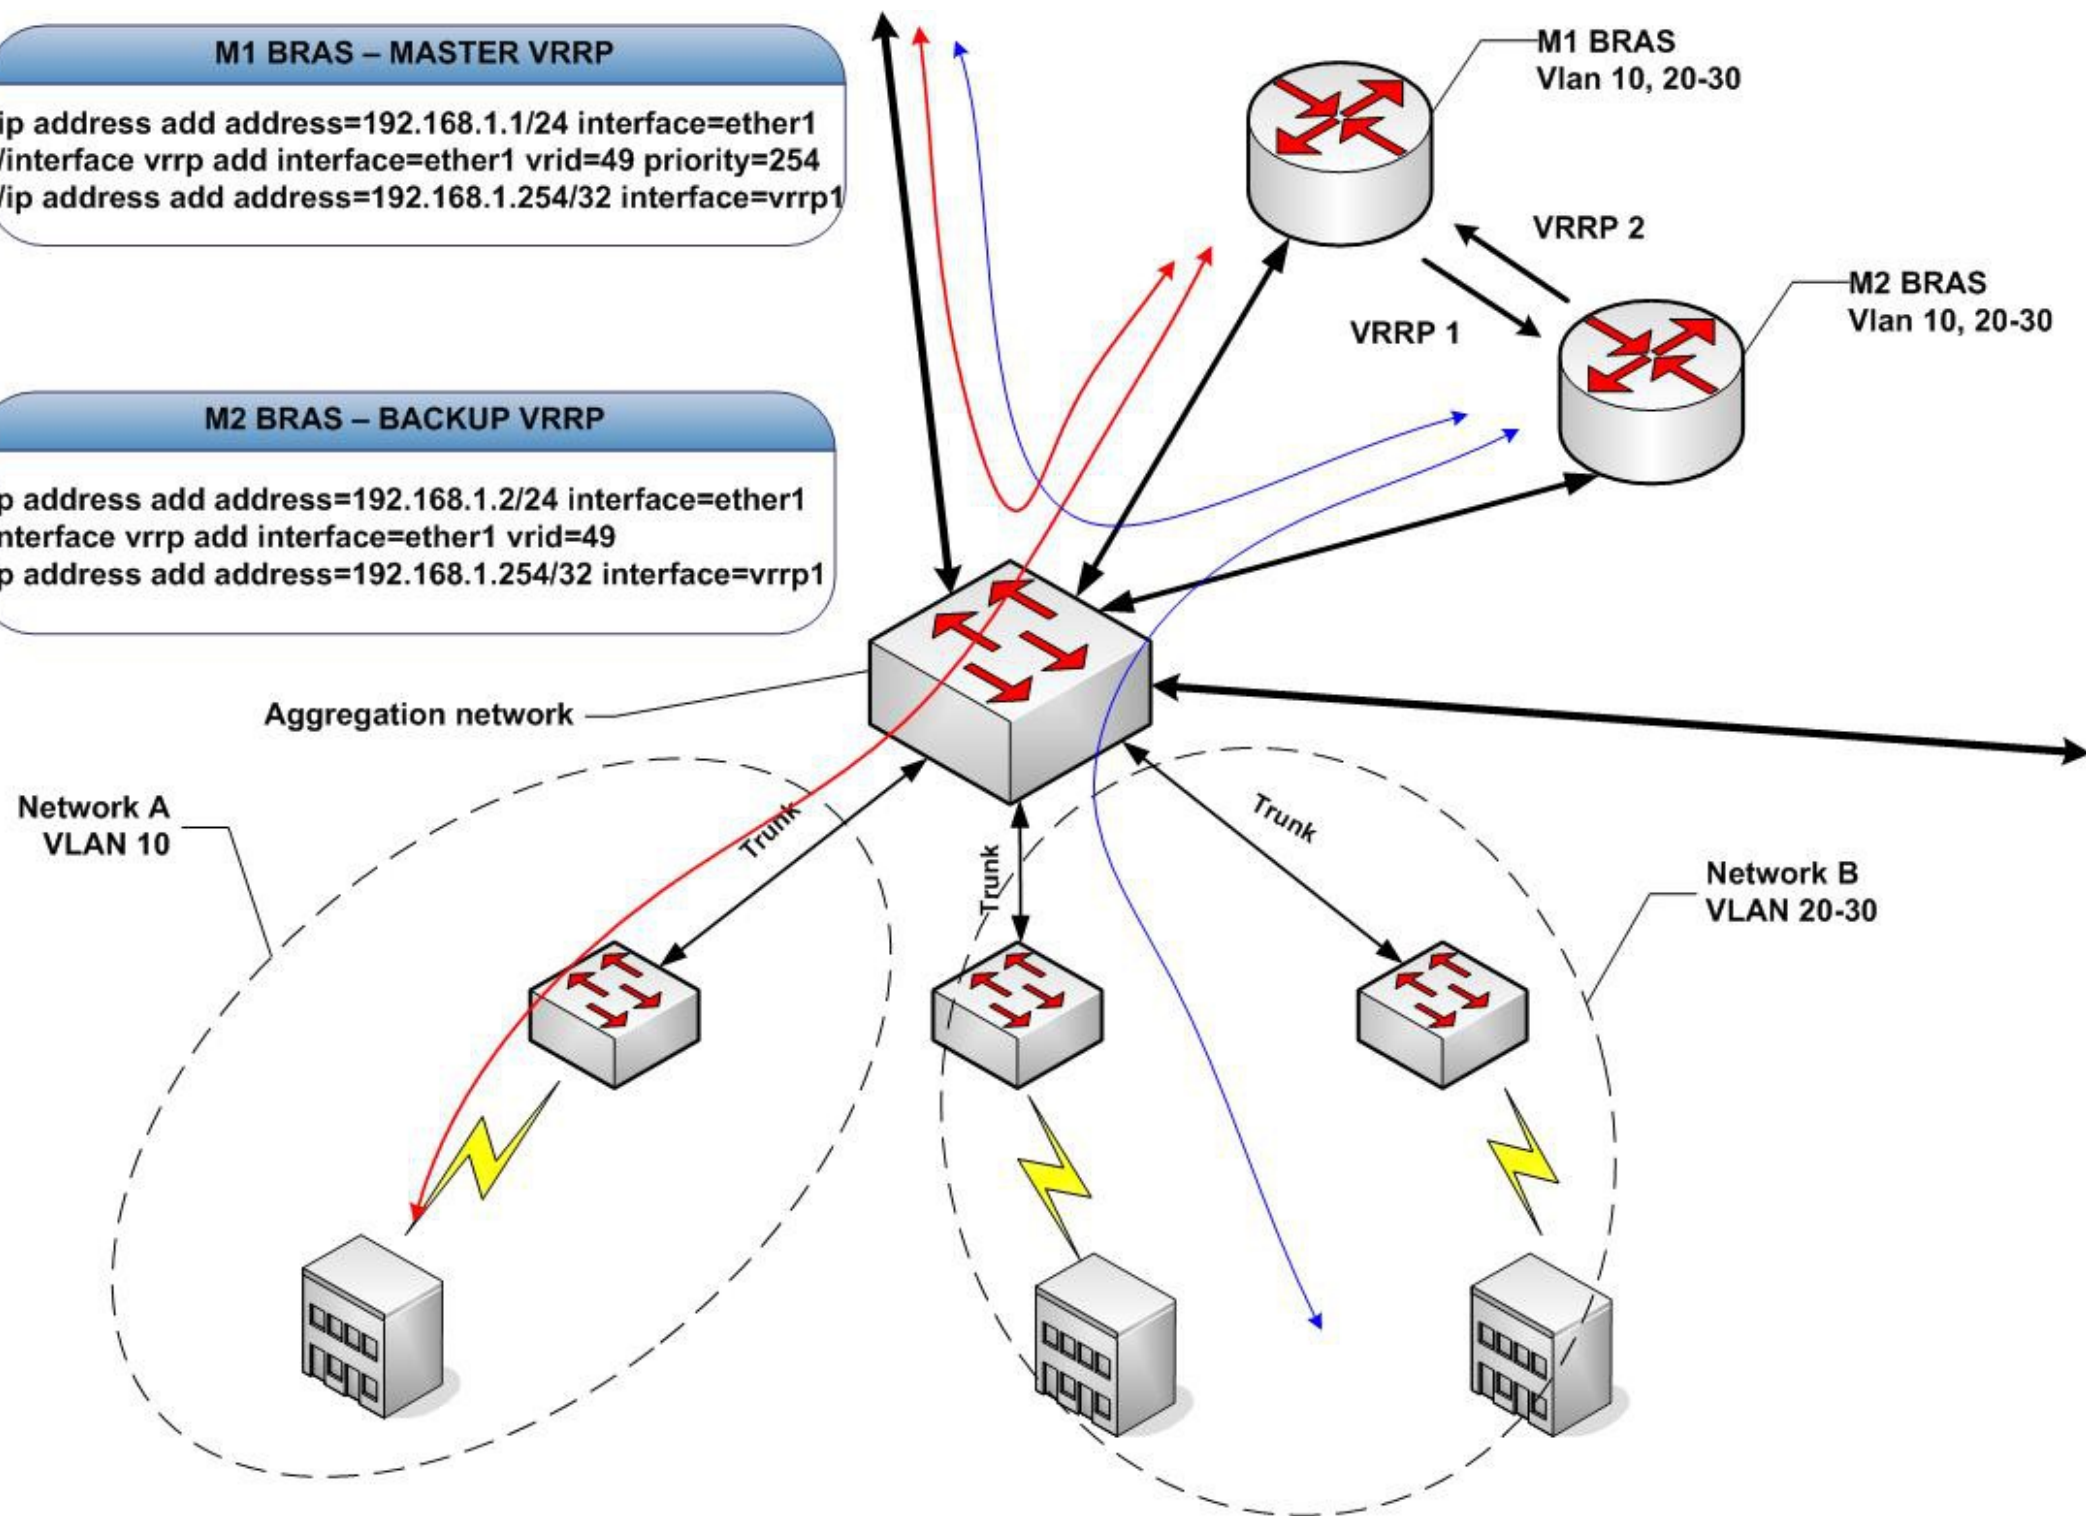 M1 BRAS – MASTER VRRP
ip address add address=192.168.1.1/24 interface=ether1
/interface vrrp add interface=ether1 vrid=49 priority=254
/ip address add address=192.168.1.254/32 interface=vrrp1
M1 BRAS
Vlan 10, 20-30
VRRP 2
M2 BRAS
Vlan 10, 20-30
VRRP 1
M2 BRAS – BACKUP VRRP
p address add address=192.168.1.2/24 interface=ether1
nterface vrrp add interface=ether1 vrid=49
p address add address=192.168.1.254/32 interface=vrrp1
Aggregation network
Network A
VLAN 10
Trunk
Trunk
Trunk
Network B
VLAN 20-30